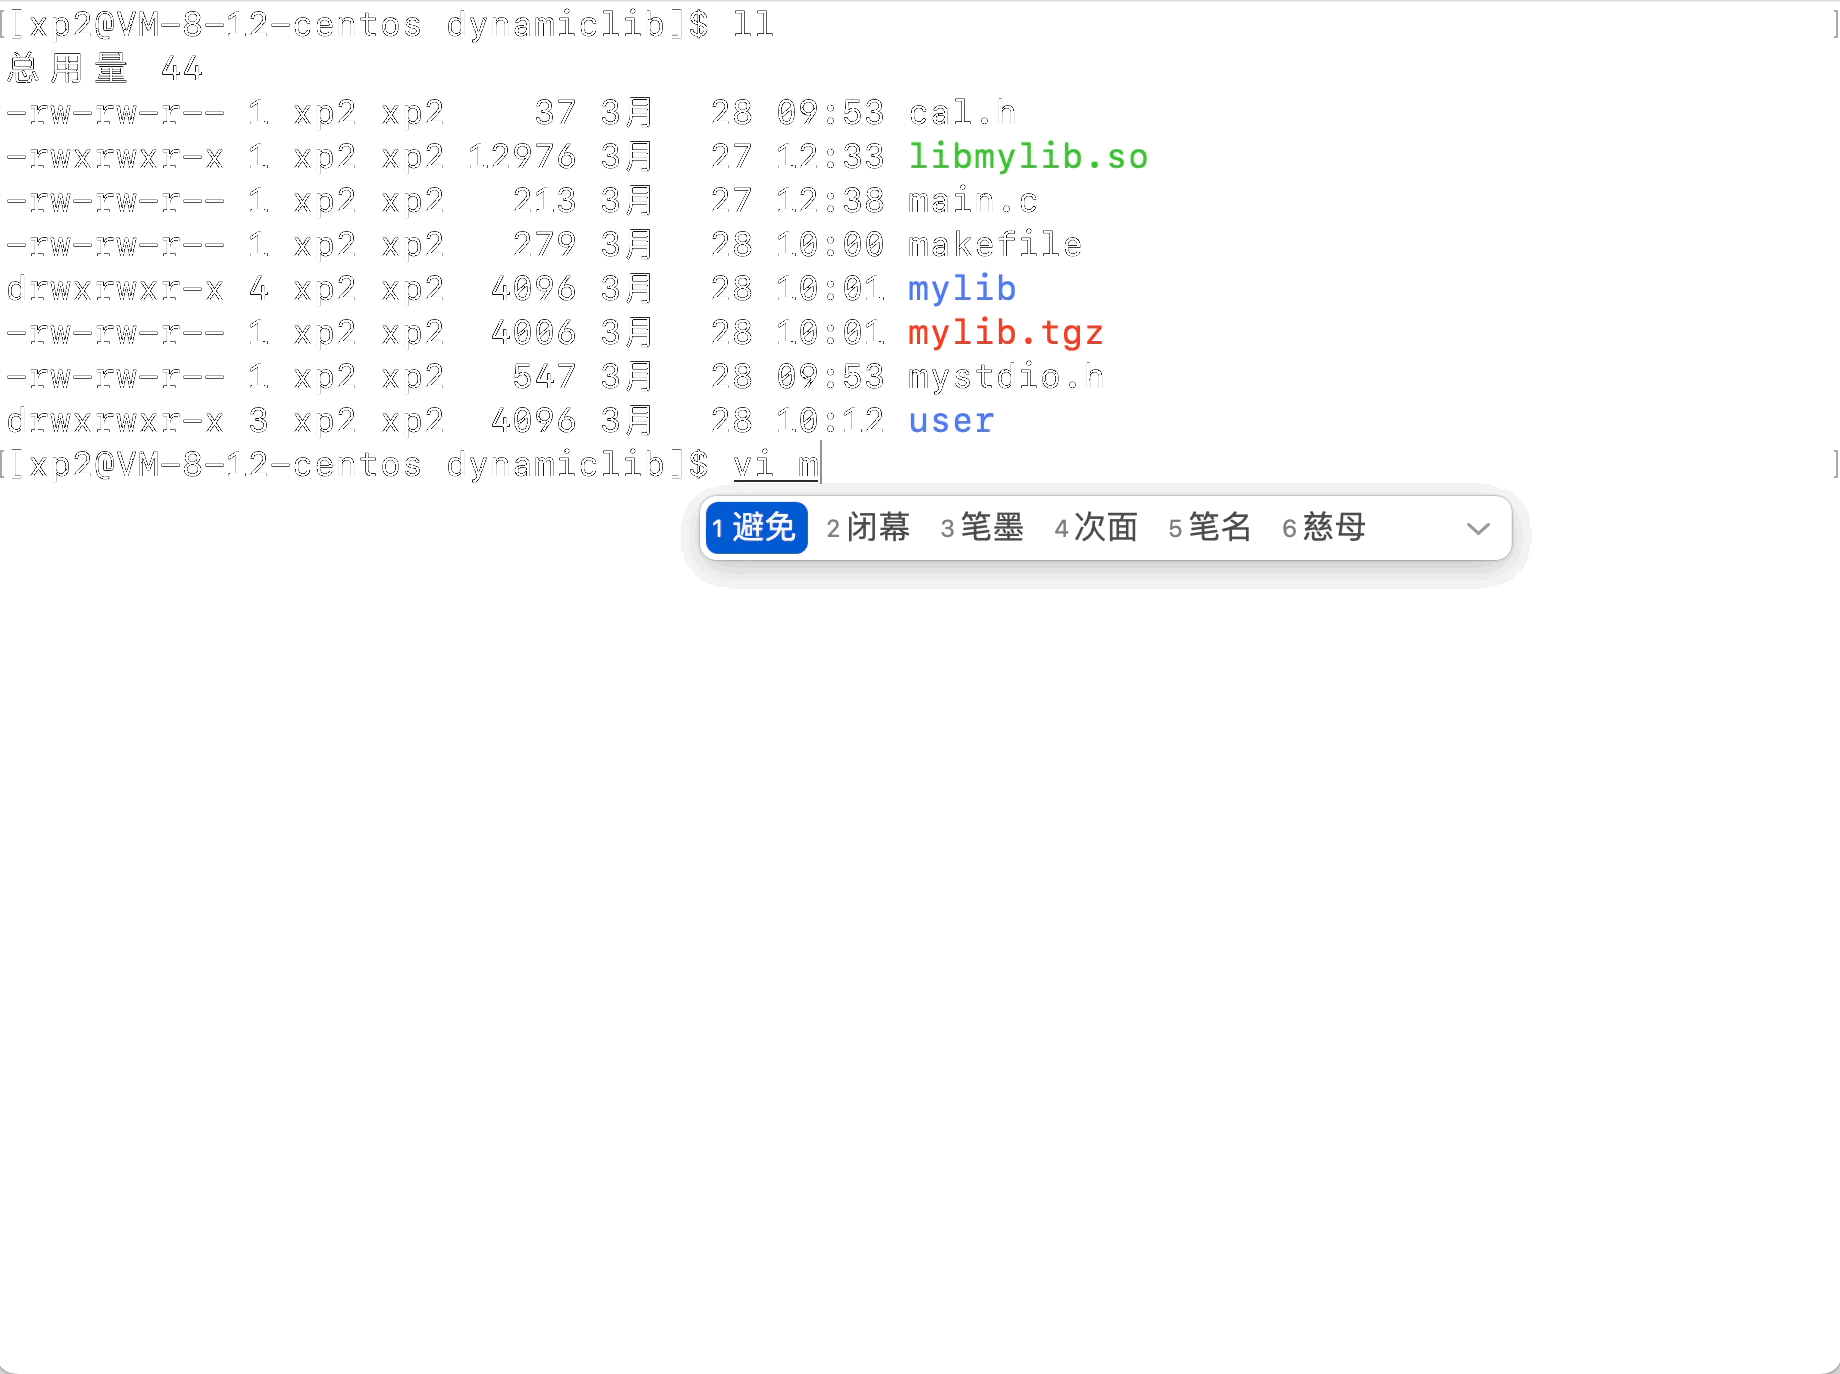 [[xp2@VM-8-12-centos dynamiclib]$ ll ]
总用量 44
-rw-rw-r-- 1 xp2 xp2    37 3月  28 09:53 cal.h
-rwxrwxr-x 1 xp2 xp2 12976 3月  27 12:33 libmylib.so
-rw-rw-r-- 1 xp2 xp2   213 3月  27 12:38 main.c
-rw-rw-r-- 1 xp2 xp2   279 3月  28 10:00 makefile
drwxrwxr-x 4 xp2 xp2  4096 3月  28 10:01 mylib
-rw-rw-r-- 1 xp2 xp2  4006 3月  28 10:01 mylib.tgz
-rw-rw-r-- 1 xp2 xp2   547 3月  28 09:53 mystdio.h
drwxrwxr-x 3 xp2 xp2  4096 3月  28 10:12 user
[[xp2@VM-8-12-centos dynamiclib]$ vi m ]
1 避免 2 闭幕 3 笔墨 4 次面 5 笔名 6 慈母